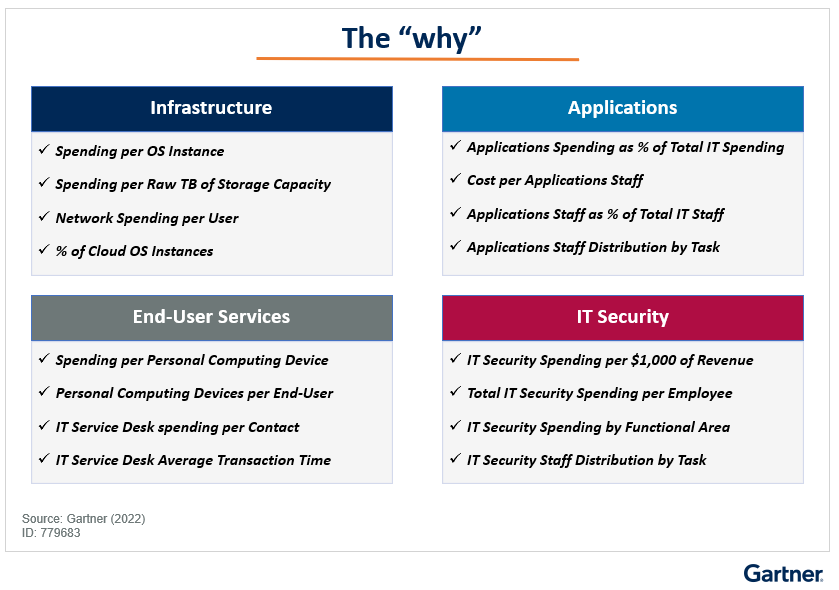 The “why”
Infrastructure
✓ Spending per OS Instance
✓ Spending per Raw TB of Storage Capacity
✓ Network Spending per User
✓ % of Cloud OS Instances
Applications
✓ Applications Spending as % of Total IT Spending
✓ Cost per Applications Staff
✓ Applications Staff as % of Total IT Staff
✓ Applications Staff Distribution by Task
End-User Services
✓ Spending per Personal Computing Device
✓ Personal Computing Devices per End-User
✓ IT Service Desk spending per Contact
✓ IT Service Desk Average Transaction Time
IT Security
✓ IT Security Spending per $1,000 of Revenue
✓ Total IT Security Spending per Employee
✓ IT Security Spending by Functional Area
✓ IT Security Staff Distribution by Task
Source: Gartner (2022)
ID: 779683
Gartner